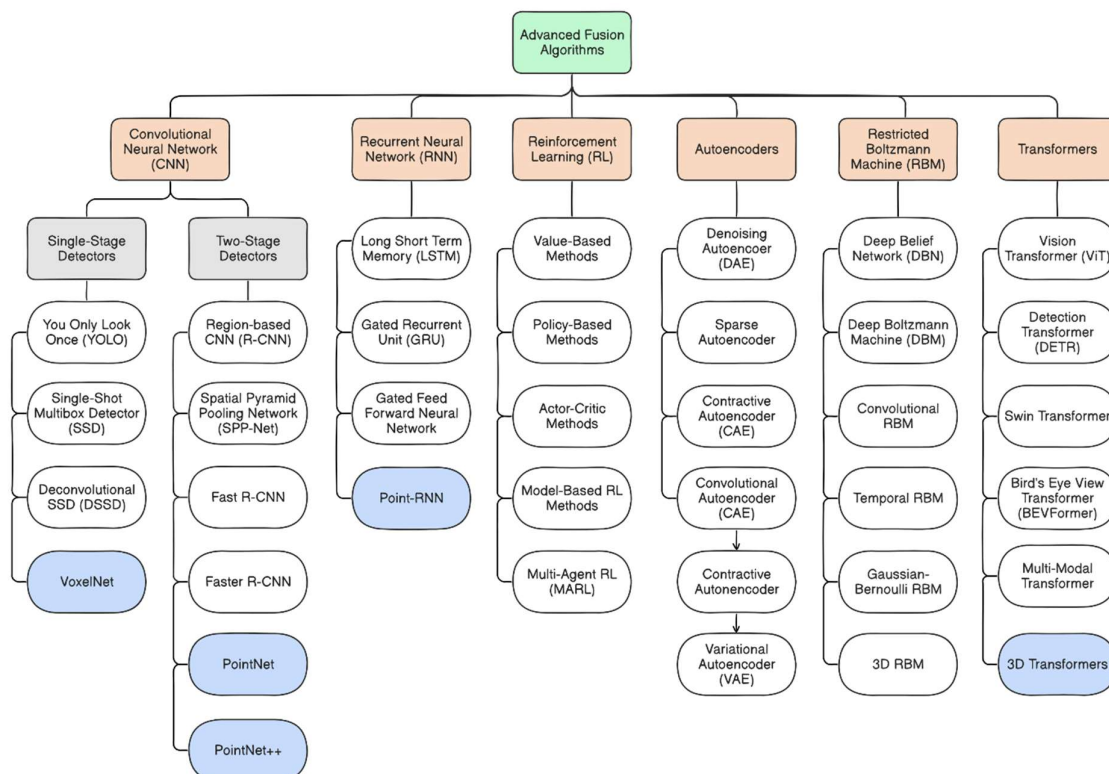 Advanced Fusion
Algorithms
Convolutional
Neural Network
(CNN)
Recurrent Neural
Network (RNN)
Reinforcement
Learning (RL)
Autoencoders
Restricted
Boltzmann
Machine (RBM)
Transformers
Single-Stage
Detectors
Two-Stage
Detectors
You Only Look
Once (YOLO)
Single-Shot
Multibox Detector
(SSD)
Deconvolutional
SSD (DSSD)
VoxelNet
Region-based
CNN (R-CNN)
Spatial Pyramid
Pooling Network
(SPP-Net)
Fast R-CNN
Faster R-CNN
PointNet
PointNet++
Long Short Term
Memory (LSTM)
Gated Recurrent
Unit (GRU)
Gated Feed
Forward Neural
Network
Point-RNN
Value-Based
Methods
Policy-Based
Methods
Actor-Critic
Methods
Model-Based RL
Methods
Multi-Agent RL
(MARL)
Denoising
Autoencoer
(DAE)
Sparse
Autoencoder
Contractive
Autoencoder
(CAE)
Convolutional
Autoencoder
(CAE)
Contractive
Autonencoder
Variational
Autoencoder
(VAE)
Deep Belief
Network (DBN)
Deep Boltzmann
Machine (DBM)
Convolutional
RBM
Temporal RBM
Gaussian-
Bernoulli RBM
3D RBM
Vision
Transformer (ViT)
Detection
Transformer
(DETR)
Swin Transformer
Bird's Eye View
Transformer
(BEVFormer)
Multi-Modal
Transformer
3D Transformers